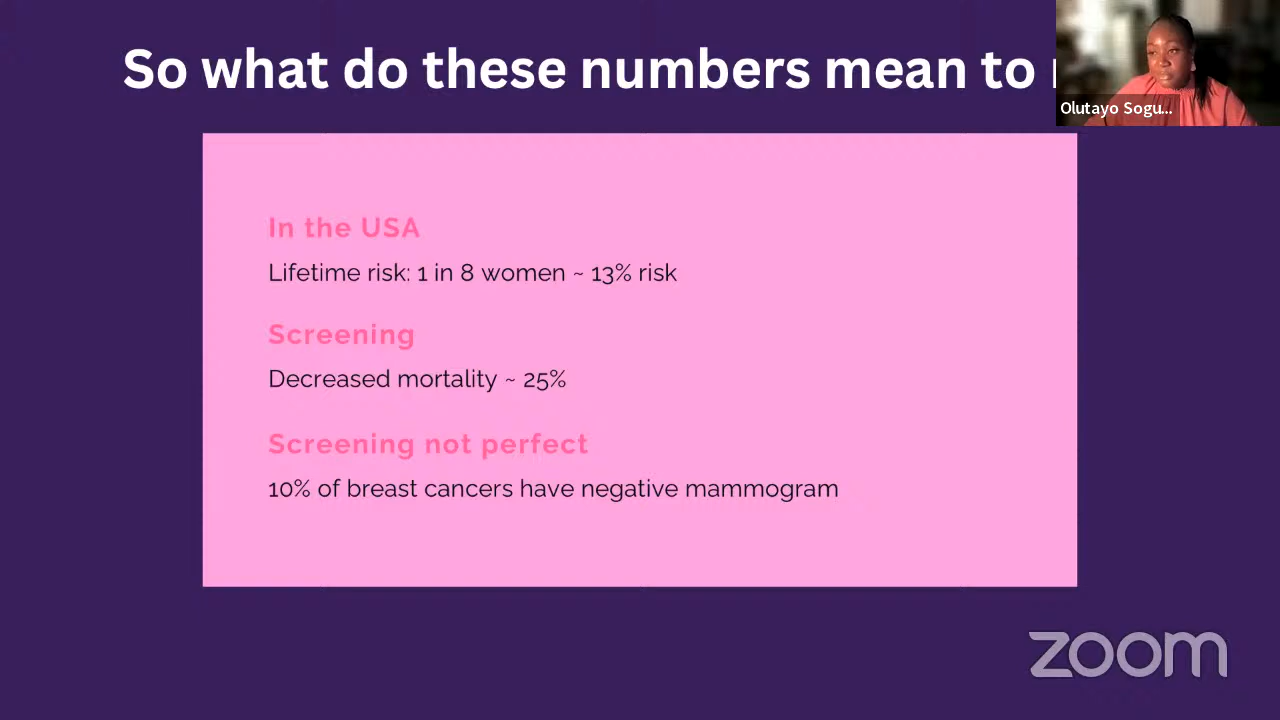 So what do these numbers mean to
Olutayo Sogu...
In the USA
Lifetime risk: 1 in 8 women ~ 13% risk
Screening
Decreased mortality ~ 25%
Screening not perfect
10% of breast cancers have negative mammogram
zoom